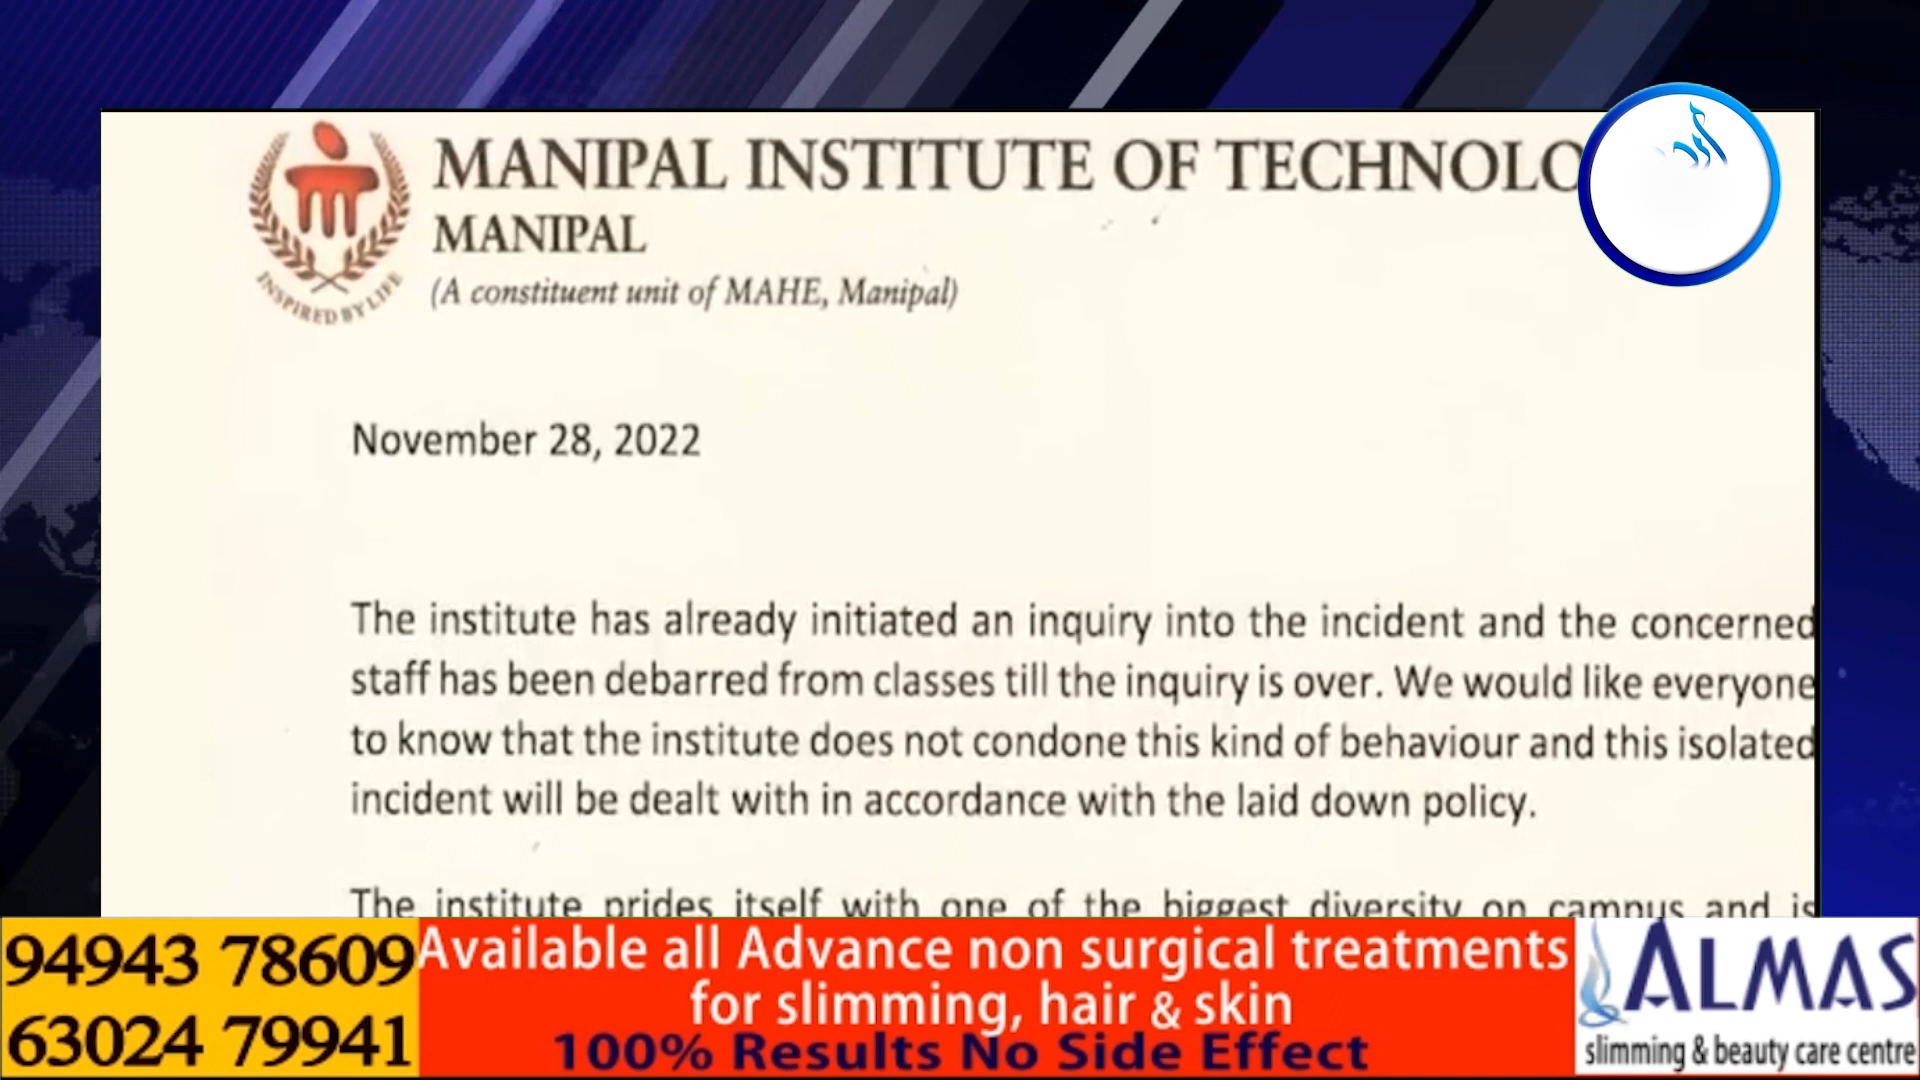 MANIPAL INSTITUTE OF TECHNOLO
MANIPAL
(A constituent unit of MAHE, Manipal)
INSPIRED BY LIFE
November 28, 2022
The institute has already initiated an inquiry into the incident and the concerned
staff has been debarred from classes till the inquiry is over. We would like everyone
to know that the institute does not condone this kind of behaviour and this isolated
incident will be dealt with in accordance with the laid down policy.
The institute prides itself with one of the biggest diversity on campus and is
94943 78609
63024 79941
Available all Advance non surgical treatments
for slimming, hair & skin
100% Results No Side Effect
ALMAS
slimming & beauty care centre